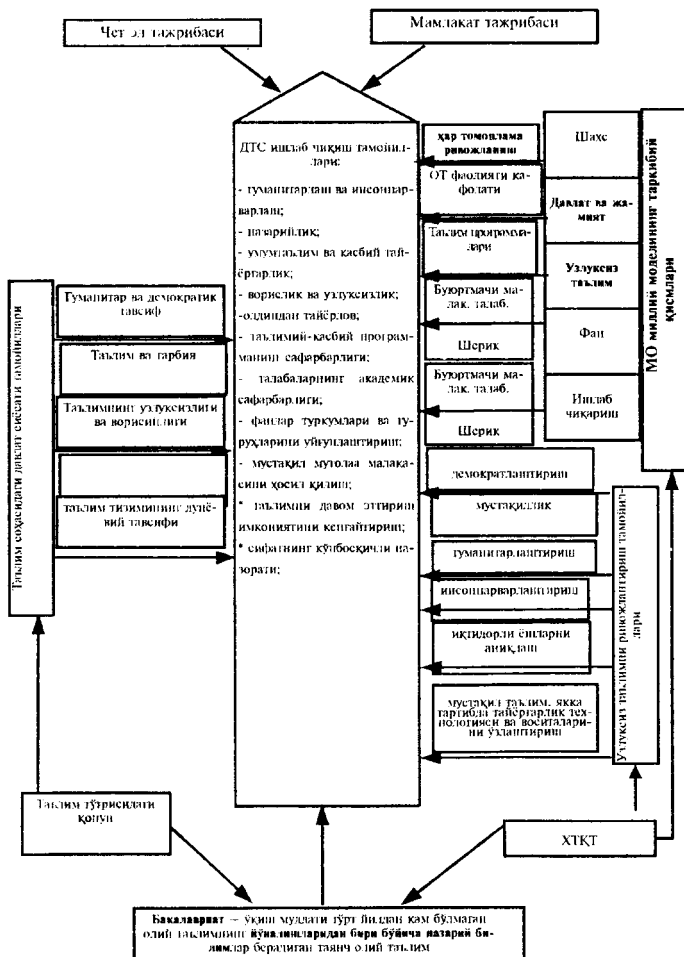 Чет эл тажрибаси
Мамлакат тажрибаси
ДТС ишлаб чиқиш тамойил-
лари:
- гуманитарлаш ва инсонпар-
варлаш;
- назарийлик;
- умумтаълим ва касбий тай-
ёргарлик;
- ворислик ва узлуксизлик;
-олдиндан тайёрлов;
- таълимий-касбий програм-
манинг сафарбарлиги;
- талабаларнинг академик
сафарбарлиги;
- фанлар туркумлари ва гу-
руҳларини уйғунлаштириш;
- мустақил мутолаа малака-
сини ҳосил қилиш;
* таълимни давом эттириш
имкониятини кенгайтириш;
* сифатнинг кўпбосқичли на-
зорати;
Таълим соҳасидаги давлат сиёсати тамойиллари
Гуманитар ва демократик
тавсиф
Таълим ва тарбия
Таълимнинг узлуксизлиги
ва ворисийлиги
таълим тизимининг дунё-
вий тавсифи
ҳар томонлама
ривожланиш
ОТ фаолияти ка-
фолати
Таълим программа-
лари
Буюртмачи ма-
лак. талаб.
Шерик
Буюртмачи ма-
лак. талаб.
Шерик
Шахс
Давлат ва жа-
мият
Узлуксиз
таълим
Фан
Ишлаб
чиқариш
МО миллий моделининг таркибий
қисмлари
демократлаштириш
мустақиллик
гуманитарлаштириш
инсонпарварлаштириш
иқтидорли ёшларни
аниқлаш
мустақил таълим, якка
тартибда тайёргарлик тех-
нологияси ва воситалари-
ни ўзлаштириш
Узлуксиз таълимни ривожлантириш тамойил-
лари
Таълим тўғрисидаги
қонун
ХТҚТ
Бакалавриат – ўқиш муддати тўрт йилдан кам бўлмаган
олий таълимнинг йўналишларидан бири бўйича назарий би-
лимлар берадиган таянч олий таълим